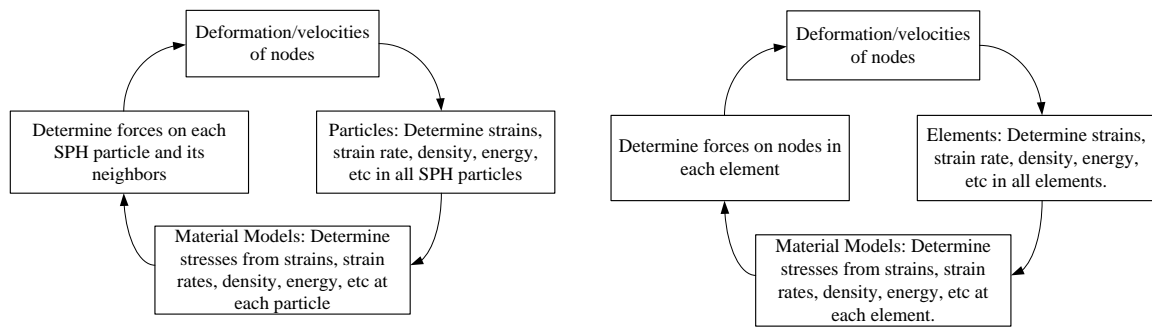 Deformation/velocities
of nodes
Determine forces on each
SPH particle and its
neighbors
Particles: Determine strains,
strain rate, density, energy,
etc in all SPH particles
Material Models: Determine
stresses from strains, strain
rates, density, energy, etc at
each particle
Deformation/velocities
of nodes
Determine forces on nodes in
each element
Elements: Determine strains,
strain rate, density, energy,
etc in all elements.
Material Models: Determine
stresses from strains, strain
rates, density, energy, etc at
each element.